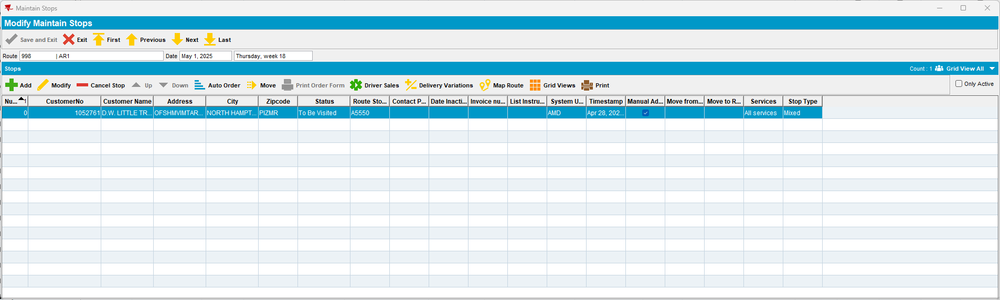 Maintain Stops
Modify Maintain Stops
Save and Exit Exit First Previous Next Last
Route 998 | AR1 Date May 1, 2025 Thursday, week 18
Stops Count : 1 Grid View All
Add Modify Cancel Stop Up Down Auto Order Move Print Order Form Driver Sales Delivery Variations Map Route Grid Views Print Only Active
Nu... 1 CustomerNo Customer Name Address City Zipcode Status Route Sto... Contact P... Date Inacti... Invoice nu... List Instru... System U... Timestamp Manual Ad... Move from... Move to R... Services Stop Type
0 1052761 D.W. LITTLE TR... OFSHMVIMTAR... NORTH HAMPT... PIZMR To Be Visited A5550 AMD Apr 28, 202... All services Mixed